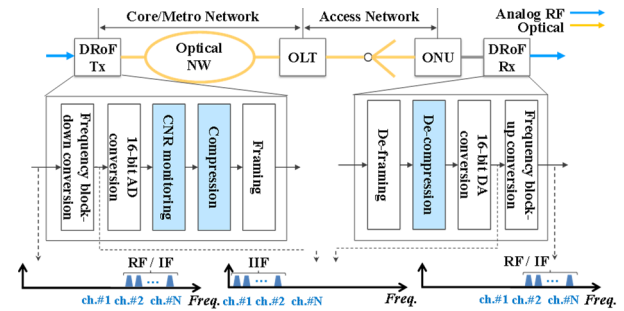 Core/Metro Network
Access Network
Analog RF
Optical
DRoF
Tx
Optical
NW
OLT
ONU
DRoF
Rx
Frequency block-
down conversion
16-bit AD
conversion
CNR monitoring
Compression
Framing
De-framing
De-compression
16-bit DA
conversion
Frequency block-
up conversion
RF / IF
...
ch.#1 ch.#2 ch.#N Freq.
IIF
...
ch.#1 ch.#2 ch.#N Freq.
RF / IF
...
ch.#1 ch.#2 ch.#N Freq.